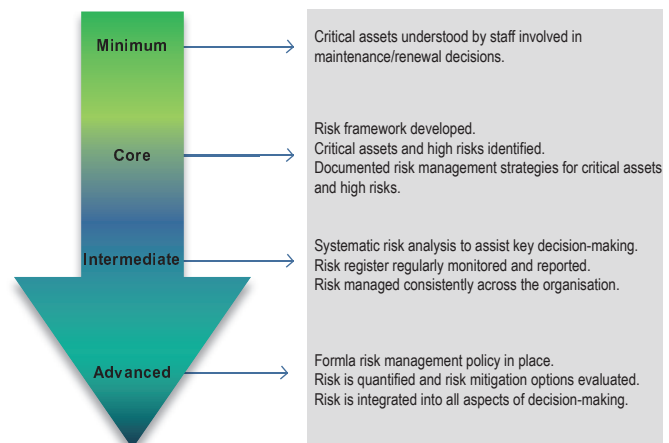 Minimum
Critical assets understood by staff involved in
maintenance/renewal decisions.
Core
Risk framework developed.
Critical assets and high risks identified.
Documented risk management strategies for critical assets
and high risks.
Intermediate
Systematic risk analysis to assist key decision-making.
Risk register regularly monitored and reported.
Risk managed consistently across the organisation.
Advanced
Formla risk management policy in place.
Risk is quantified and risk mitigation options evaluated.
Risk is integrated into all aspects of decision-making.